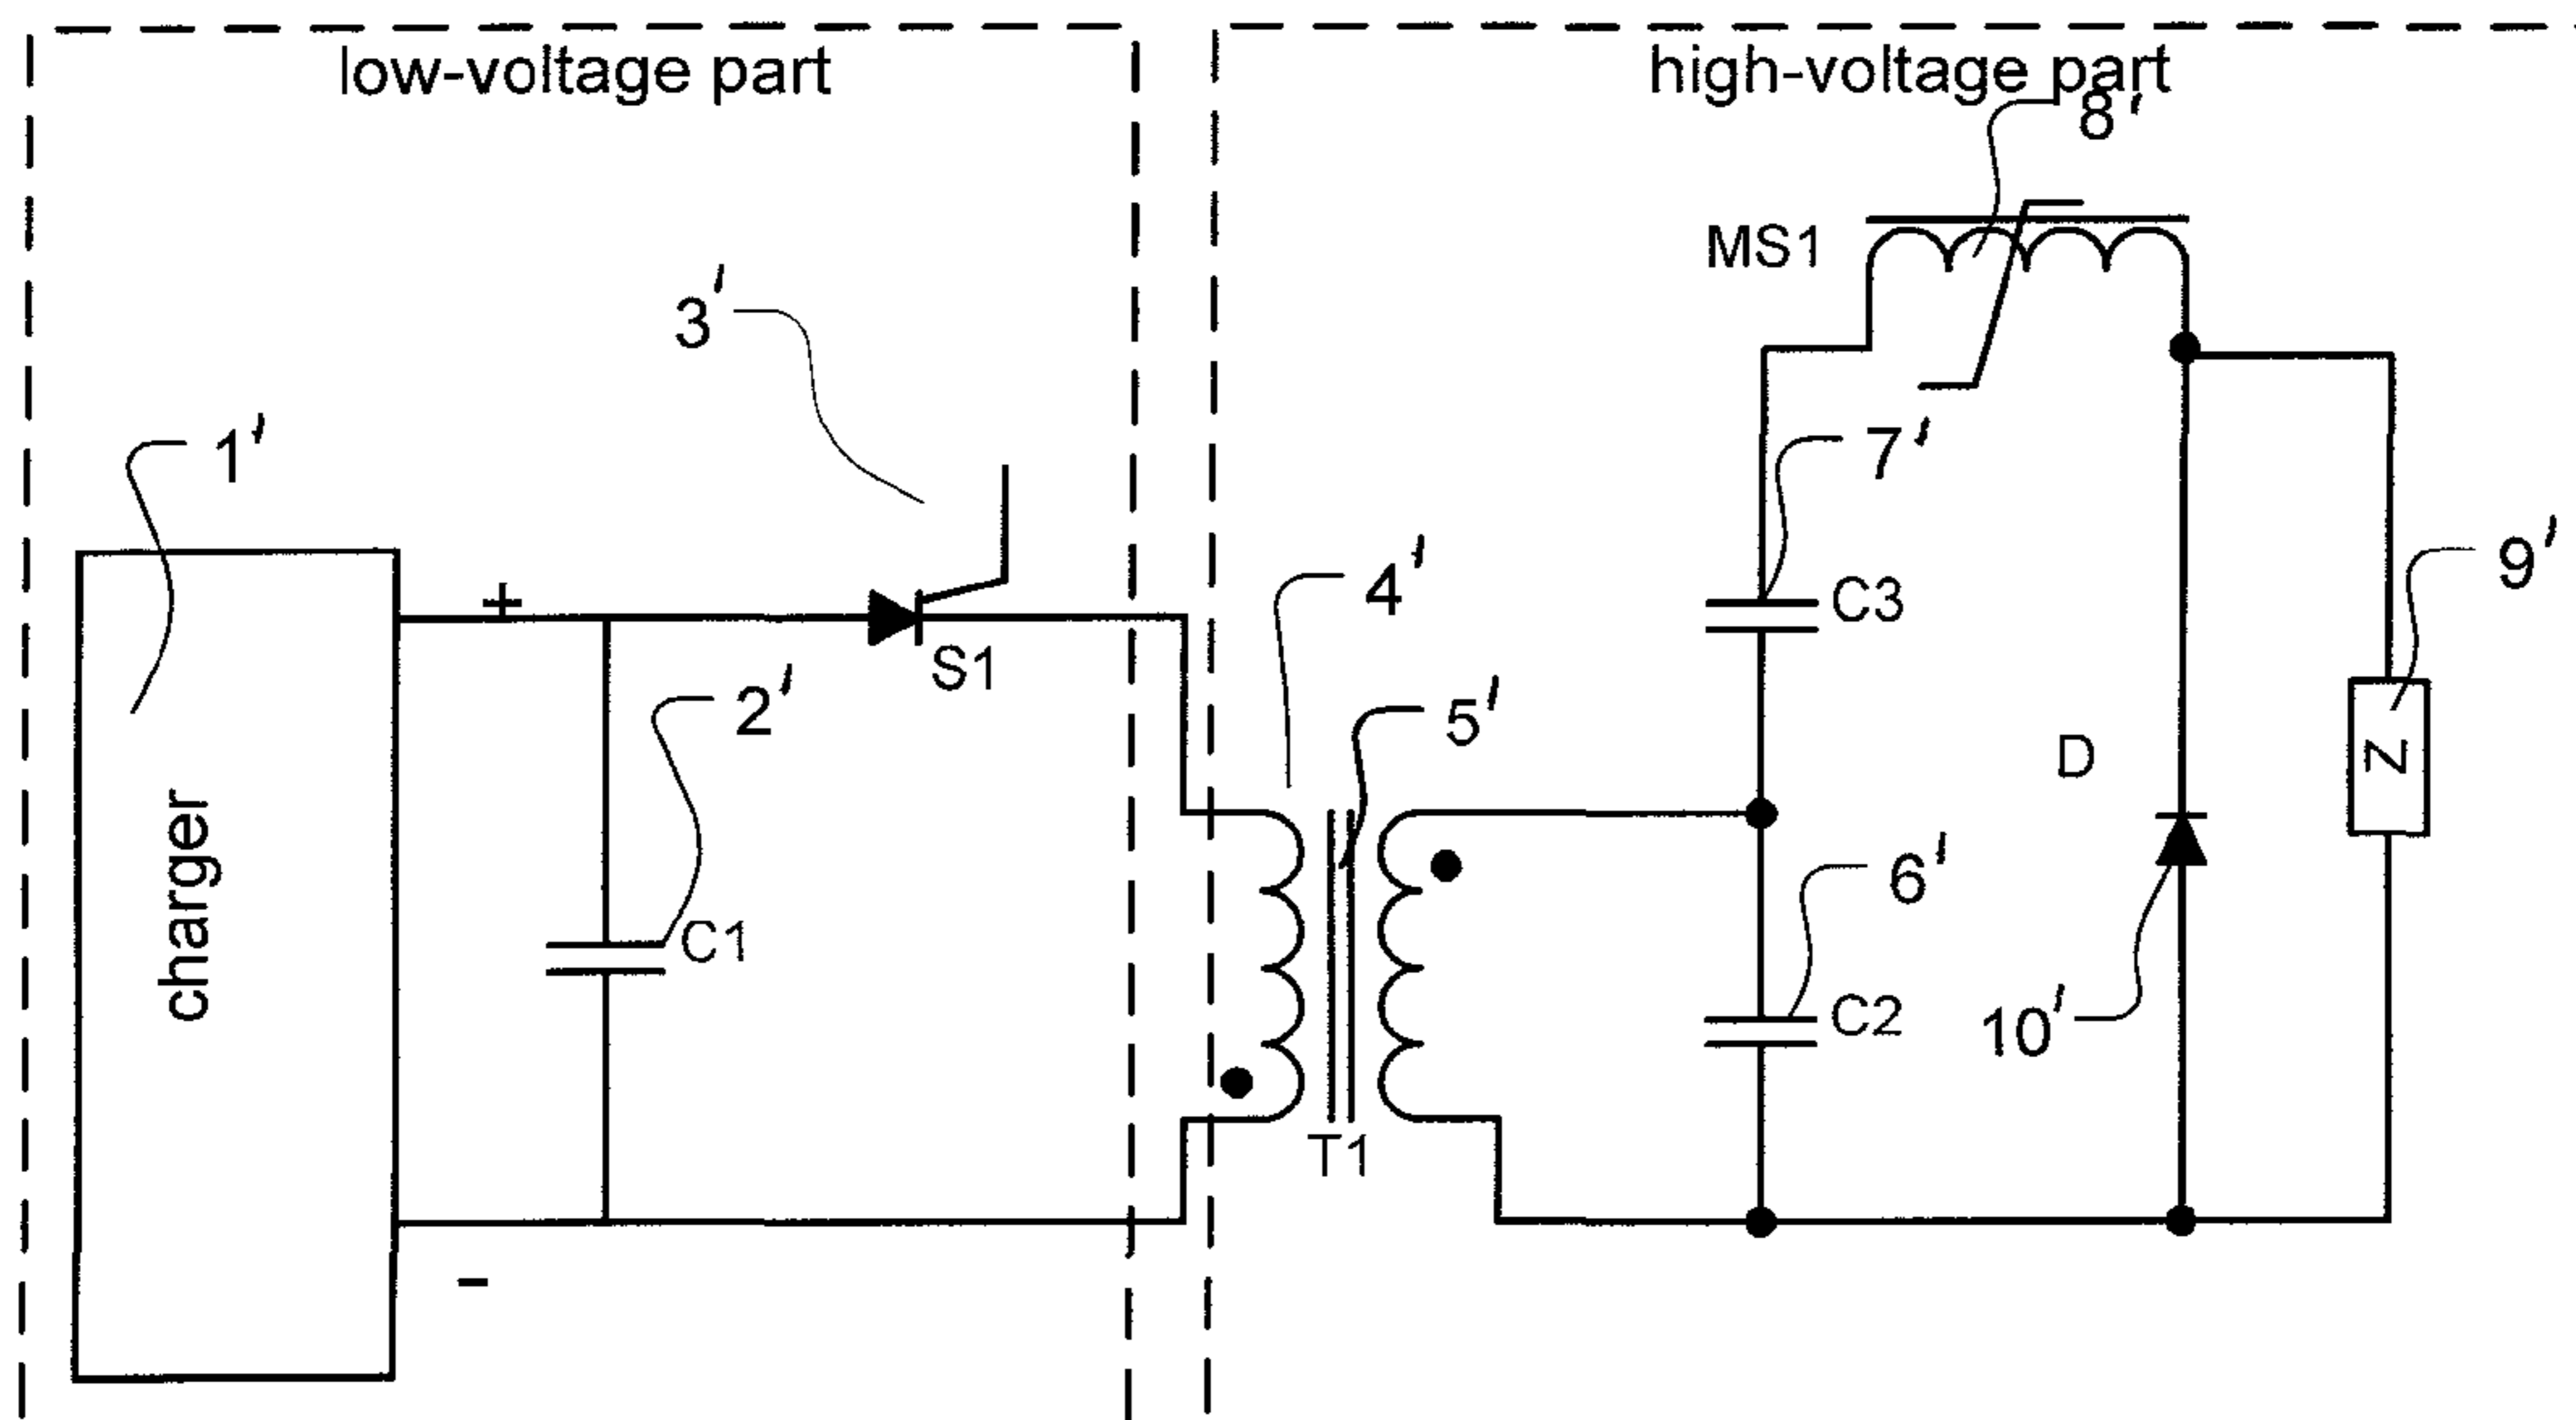 low-voltage part
high-voltage part
8'
MS1
3'
1'
7'
9'
+
4'
C3
S1
2'
5'
D
Z
charger
6'
C1
C2
10'
T1
-